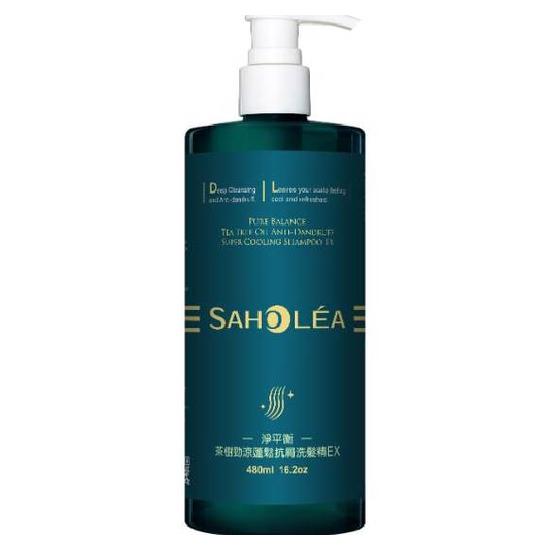 Deep Cleansing
and Anti-dandruff.
Leaves your scalp feeling
cool and refreshed.
PURE BALANCE
TEA TREE OIL ANTI-DANDRUFF
SUPER COOLING SHAMPOO EX
SAHOLÉA
淨平衡
茶樹勁涼蓬鬆抗屑洗髮精EX
480ml 16.2oz